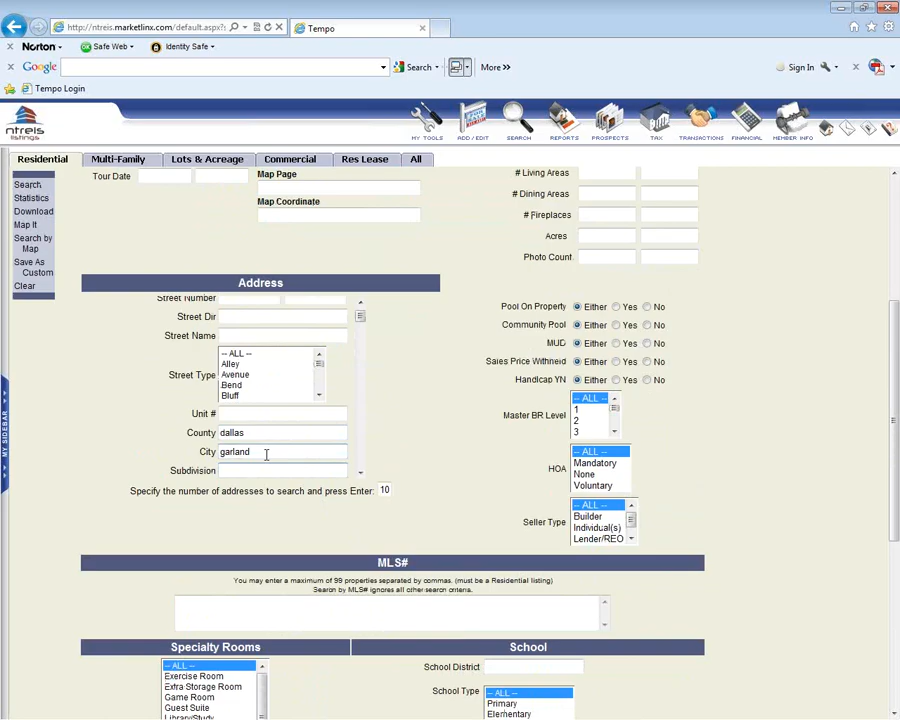 http://ntreis.marketlinx.com/default.aspx?s
Tempo
Norton
Safe Web
Identity Safe
Google
Search
More >>
Sign In
Tempo Login
ntreis
listings
MY TOOLS
ADD / EDIT
SEARCH
REPORTS
PROSPECTS
TAX
TRANSACTIONS
FINANCIAL
MEMBER INFO
Residential
Multi-Family
Lots & Acreage
Commercial
Res Lease
All
Search
Statistics
Download
Map It
Search by
Map
Save As
Custom
Clear
MY SIDEBAR
Tour Date
Map Page
Map Coordinate
# Living Areas
# Dining Areas
# Fireplaces
Acres
Photo Count
Address
Street Number
Street Dir
Street Name
Street Type
-- ALL --
Alley
Avenue
Bend
Bluff
Unit #
County dallas
City garland
Subdivision
Specify the number of addresses to search and press Enter: 10
Pool On Property Either Yes No
Community Pool Either Yes No
MUD Either Yes No
Sales Price Withheld Either Yes No
Handicap YN Either Yes No
Master BR Level
-- ALL --
1
2
3
HOA
-- ALL --
Mandatory
None
Voluntary
Seller Type
-- ALL --
Builder
Individual(s)
Lender/REO
MLS#
You may enter a maximum of 99 properties separated by commas. (must be a Residential listing)
Search by MLS# ignores all other search criteria.
Specialty Rooms
-- ALL --
Exercise Room
Extra Storage Room
Game Room
Guest Suite
Library/Study
School
School District
School Type
-- ALL --
Primary
Elementary